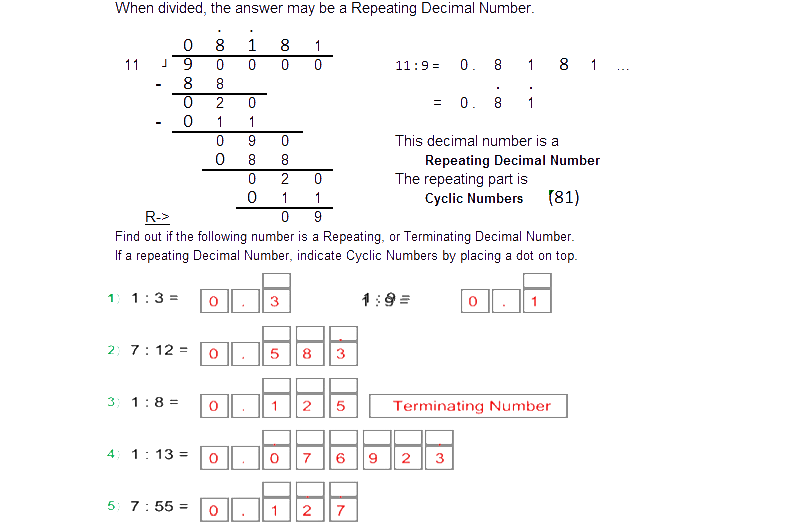 When divided, the answer may be a Repeating Decimal Number.
0 8 1 8 1
11 9 0 0 0 0
- 8 8
0 2 0
- 0 1 1
0 9 0
0 8 8
0 2 0
0 1 1
R-> 0 9
11:9= 0. 8 1 8 1 ...
= 0. 8 1
This decimal number is a
Repeating Decimal Number
The repeating part is
Cyclic Numbers (81)
Find out if the following number is a Repeating, or Terminating Decimal Number.
If a repeating Decimal Number, indicate Cyclic Numbers by placing a dot on top.
1: 1 : 3 = 0 . 3 1 : 9 = 0 . 1
2: 7 : 12 = 0 . 5 8 3
3: 1 : 8 = 0 . 1 2 5 Terminating Number
4: 1 : 13 = 0 . 0 7 6 9 2 3
5: 7 : 55 = 0 . 1 2 7